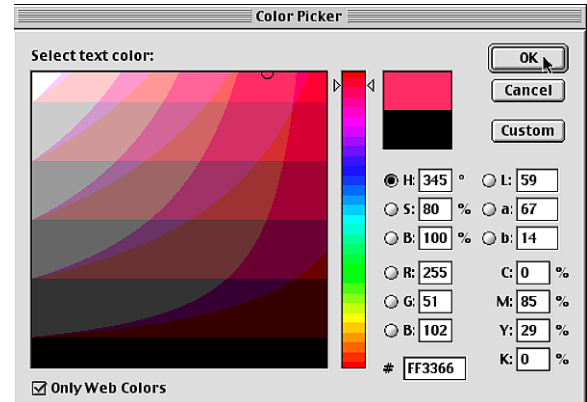 Color Picker
Select text color:
OK
Cancel
Custom
H: 345 ° L: 59
S: 80 % a: 67
B: 100 % b: 14
R: 255 C: 0 %
G: 51 M: 85 %
B: 102 Y: 29 %
# FF3366 K: 0 %
Only Web Colors